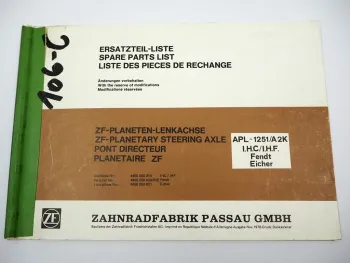 106-C
ERSATZTEIL-LISTE
SPARE PARTS LIST
LISTE DES PIECES DE RECHANGE
Änderungen vorbehalten
With the reserve of modifications
Modifications réservées
ZF-PLANETEN-LENKACHSE
ZF-PLANETARY STEERING AXLE
PONT DIRECTEUR
PLANETAIRE ZF
APL-1251/A2K
I.H.C/I.H.F.
Fendt
Eicher
ZF
ZAHNRADFABRIK PASSAU GMBH